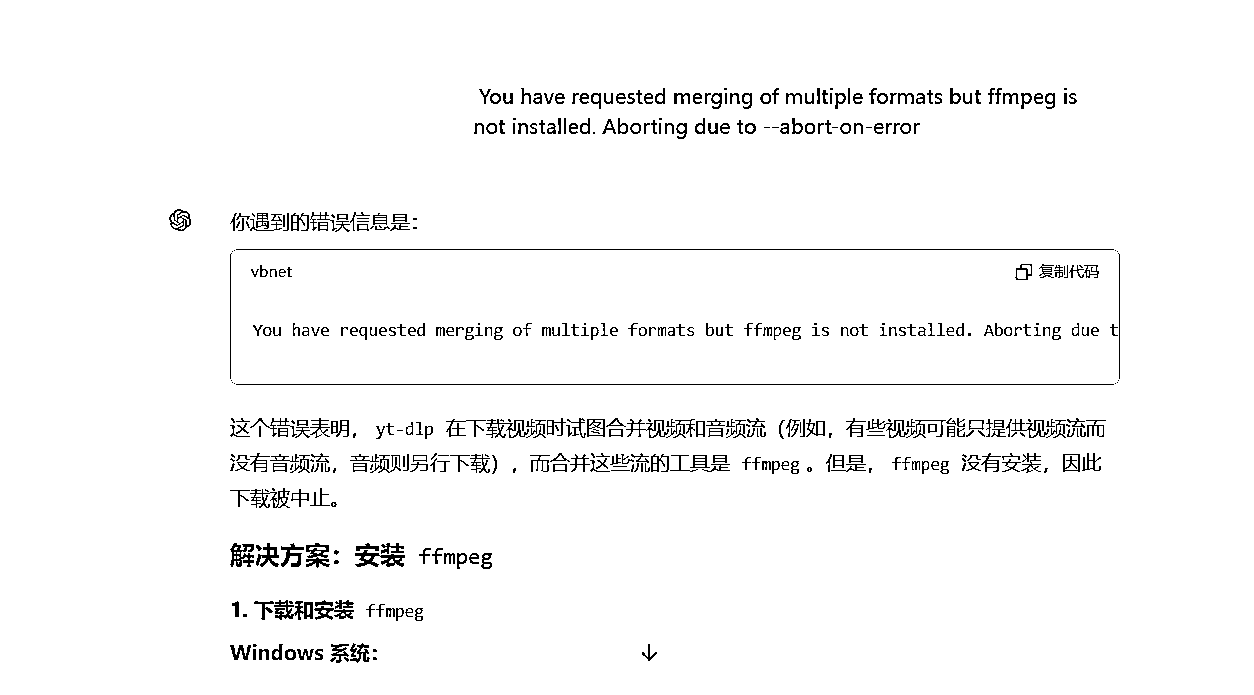 You have requested merging of multiple formats but ffmpeg is
not installed. Aborting due to --abort-on-error
你遇到的错误信息是：
vbnet
复制代码
You have requested merging of multiple formats but ffmpeg is not installed. Aborting due t
这个错误表明， yt-dlp 在下载视频时试图合并视频和音频流（例如，有些视频可能只提供视频流而
没有音频流，音频则另行下载），而合并这些流的工具是 ffmpeg。但是， ffmpeg 没有安装，因此
下载被中止。
解决方案：安装 ffmpeg
1. 下载和安装 ffmpeg
Windows 系统：